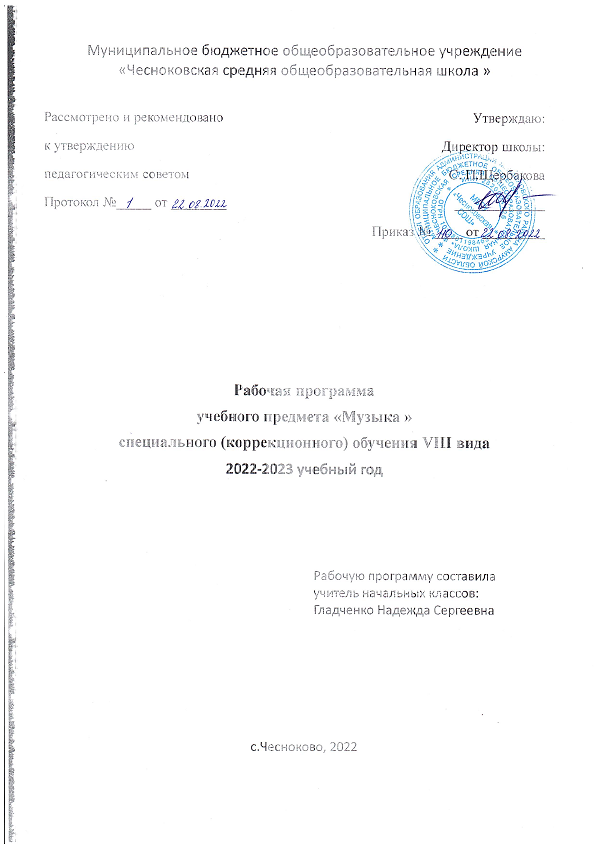 Муниципальное бюджетное общеобразовательное учреждение
«Чесноковская средняя общеобразовательная школа »
Рассмотрено и рекомендовано Утверждаю:
к утверждению Директор школы:
педагогическим советом О.П.Щербакова
Протокол № 1 от 22.08.2022
Приказ № от 22-08-2022
Рабочая программа
учебного предмета «Музыка »
специального (коррекционного) обучения VIII вида
2022-2023 учебный год
Рабочую программу составила
учитель начальных классов:
Гладченко Надежда Сергеевна
с.Чесноково, 2022